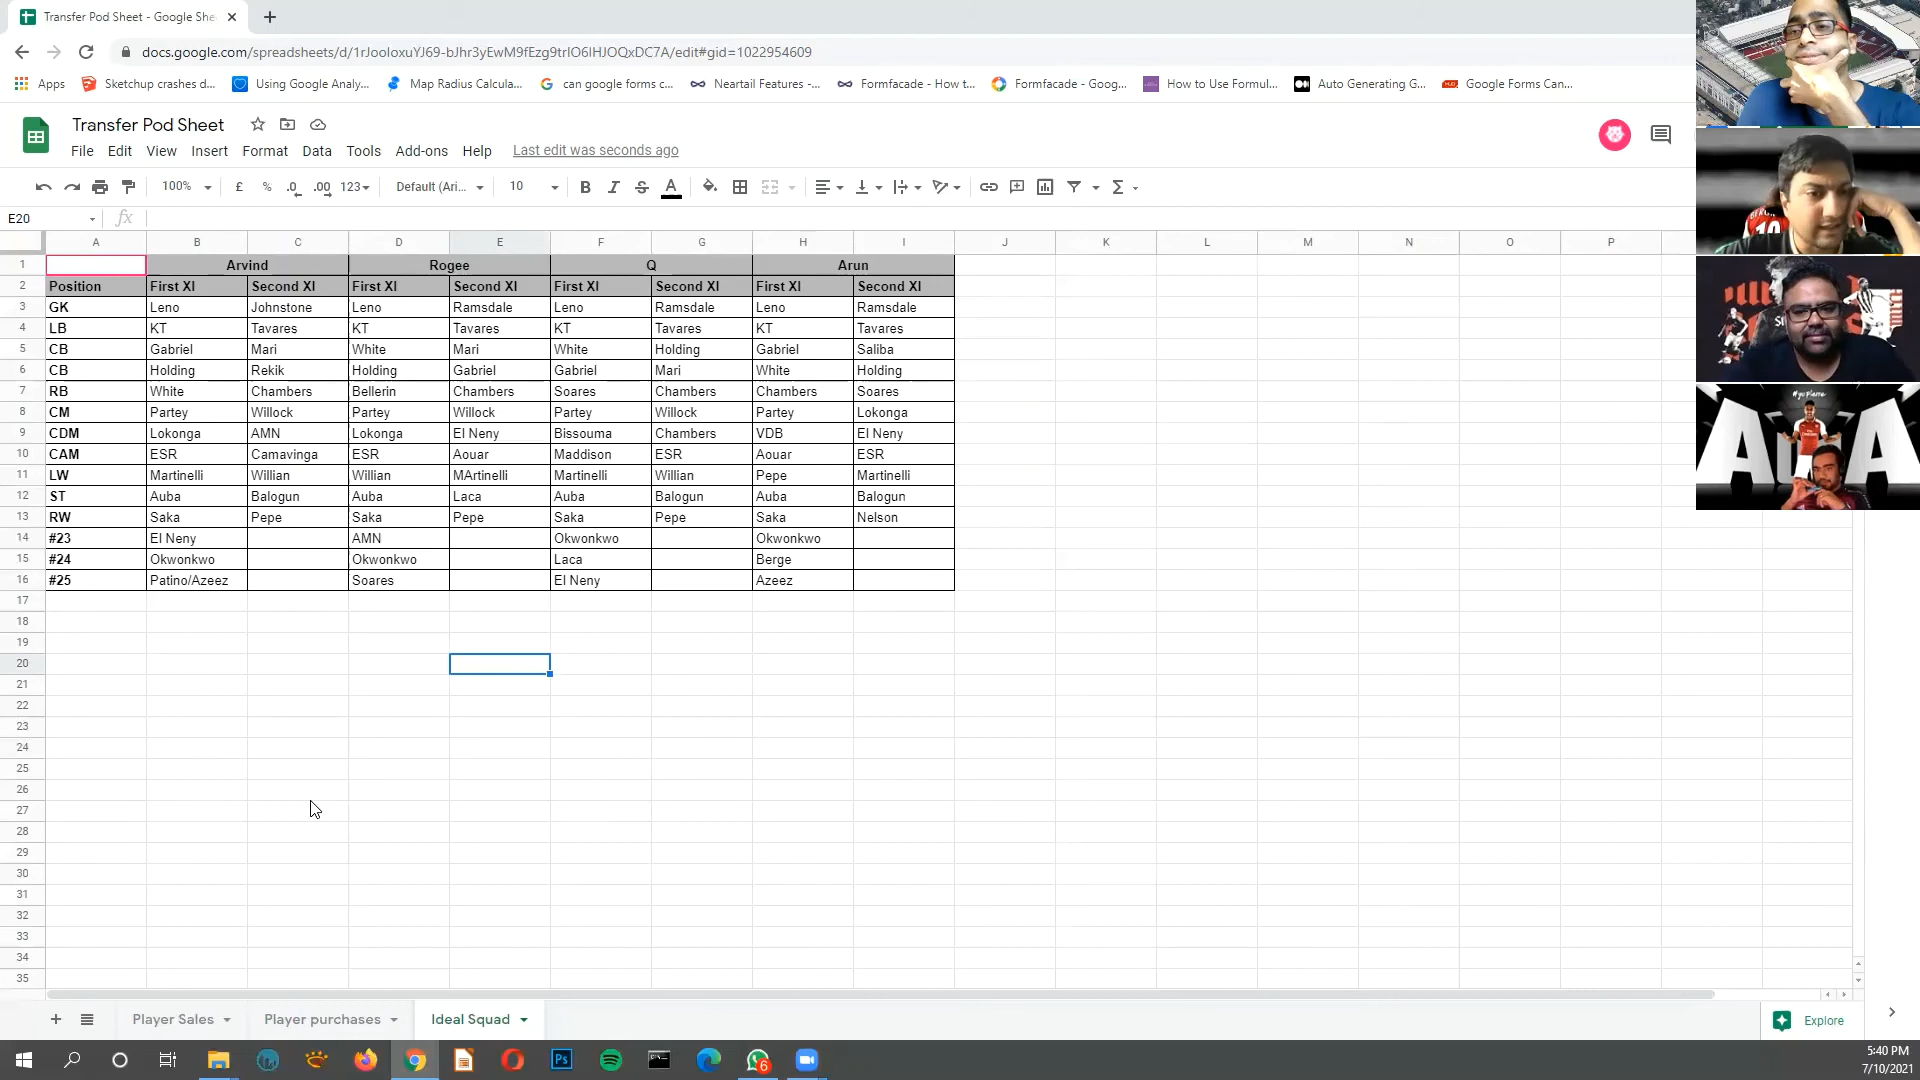 Transfer Pod Sheet - Google She
docs.google.com/spreadsheets/d/1rJooIoxuYJ69-bJhr3yEwM9fEzg9trIO6IHJOQxDC7A/edit#gid=1022954609
Apps Sketchup crashes d... Using Google Analy... Map Radius Calcula... can google forms c... Neartail Features -... Formfacade - How t... Formfacade - Goog... How to Use Formul... Auto Generating G... Google Forms Can...
Transfer Pod Sheet
File Edit View Insert Format Data Tools Add-ons Help Last edit was seconds ago
100% £ % .0 .00 123 Default (Ari... 10 B I S A Σ
E20 fx
A B C D E F G H I J K L M N O P
1 Arvind Rogee Q Arun
2 Position First XI Second XI First XI Second XI First XI Second XI First XI Second XI
3 GK Leno Johnstone Leno Ramsdale Leno Ramsdale Leno Ramsdale
4 LB KT Tavares KT Tavares KT Tavares KT Tavares
5 CB Gabriel Mari White Mari White Holding Gabriel Saliba
6 CB Holding Rekik Holding Gabriel Gabriel Mari White Holding
7 RB White Chambers Bellerin Chambers Soares Chambers Chambers Soares
8 CM Partey Willock Partey Willock Partey Willock Partey Lokonga
9 CDM Lokonga AMN Lokonga El Neny Bissouma Chambers VDB El Neny
10 CAM ESR Camavinga ESR Aouar Maddison ESR Aouar ESR
11 LW Martinelli Willian Willian MArtinelli Martinelli Willian Pepe Martinelli
12 ST Auba Balogun Auba Laca Auba Balogun Auba Balogun
13 RW Saka Pepe Saka Pepe Saka Pepe Saka Nelson
14 #23 El Neny AMN Okwonkwo Okwonkwo
15 #24 Okwonkwo Okwonkwo Laca Berge
16 #25 Patino/Azeez Soares El Neny Azeez
17
18
19
20
21
22
23
24
25
26
27
28
29
30
31
32
33
34
35
Player Sales Player purchases Ideal Squad Explore
Ps 6
5:40 PM
7/10/2021